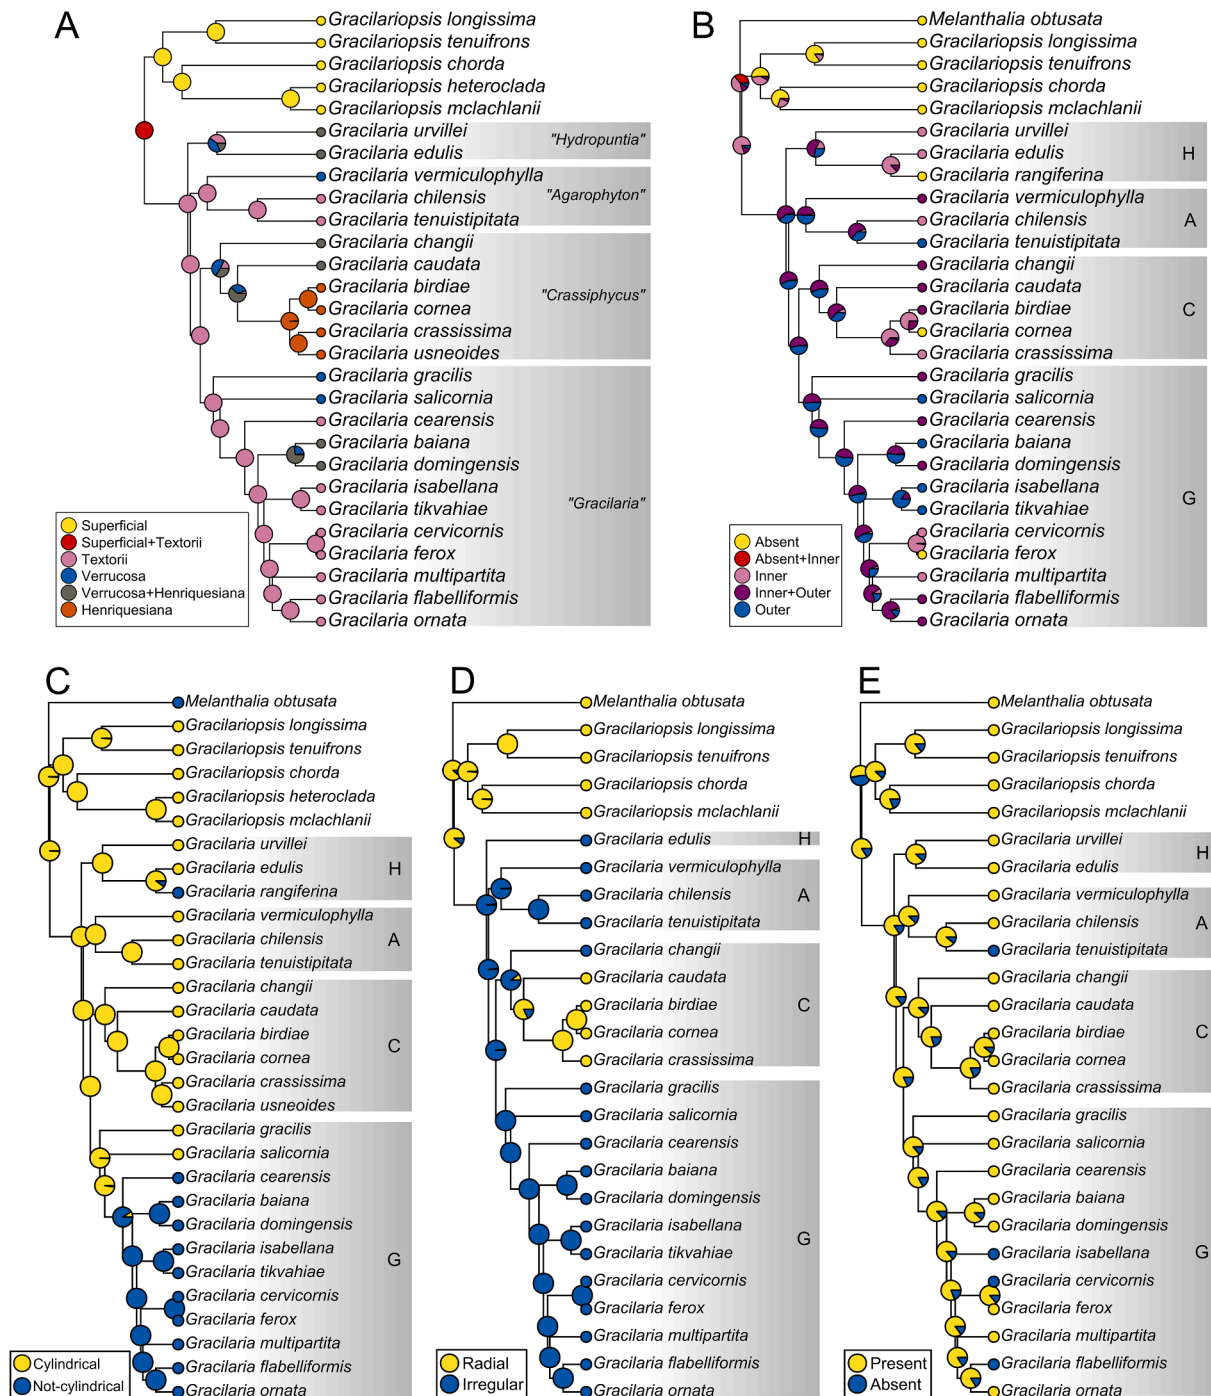 A
Gracilariopsis longissima
Gracilariopsis tenuifrons
Gracilariopsis chorda
Gracilariopsis heteroclada
Gracilariopsis mclachlanii
Gracilaria urvillei
"Hydropuntia"
Gracilaria edulis
Gracilaria vermiculophylla
Gracilaria chilensis
"Agarophyton"
Gracilaria tenuistipitata
Gracilaria changii
Gracilaria caudata
Gracilaria birdiae
"Crassiphycus"
Gracilaria cornea
Gracilaria crassissima
Gracilaria usneoides
Gracilaria gracilis
Gracilaria salicornia
Gracilaria cearensis
Gracilaria baiana
Gracilaria domingensis
Gracilaria isabellana
"Gracilaria"
Gracilaria tikvahiae
Gracilaria cervicornis
Gracilaria ferox
Gracilaria multipartita
Gracilaria flabelliformis
Gracilaria ornata
Superficial
Superficial+Textorii
Textorii
Verrucosa
Verrucosa+Henriquesiana
Henriquesiana
B
Melanthalia obtusata
Gracilariopsis longissima
Gracilariopsis tenuifrons
Gracilariopsis chorda
Gracilariopsis mclachlanii
Gracilaria urvillei
Gracilaria edulis
H
Gracilaria rangiferina
Gracilaria vermiculophylla
Gracilaria chilensis
A
Gracilaria tenuistipitata
Gracilaria changii
Gracilaria caudata
Gracilaria birdiae
C
Gracilaria cornea
Gracilaria crassissima
Gracilaria gracilis
Gracilaria salicornia
Gracilaria cearensis
Gracilaria baiana
Gracilaria domingensis
Gracilaria isabellana
G
Gracilaria tikvahiae
Gracilaria cervicornis
Gracilaria ferox
Gracilaria multipartita
Gracilaria flabelliformis
Gracilaria ornata
Absent
Absent+Inner
Inner
Inner+Outer
Outer
C
Melanthalia obtusata
Gracilariopsis longissima
Gracilariopsis tenuifrons
Gracilariopsis chorda
Gracilariopsis heteroclada
Gracilariopsis mclachlanii
Gracilaria urvillei
Gracilaria edulis
H
Gracilaria rangiferina
Gracilaria vermiculophylla
Gracilaria chilensis
A
Gracilaria tenuistipitata
Gracilaria changii
Gracilaria caudata
Gracilaria birdiae
C
Gracilaria cornea
Gracilaria crassissima
Gracilaria usneoides
Gracilaria gracilis
Gracilaria salicornia
Gracilaria cearensis
Gracilaria baiana
Gracilaria domingensis
Gracilaria isabellana
G
Gracilaria tikvahiae
Gracilaria cervicornis
Gracilaria ferox
Gracilaria multipartita
Gracilaria flabelliformis
Gracilaria ornata
Cylindrical
Not-cylindrical
D
Melanthalia obtusata
Gracilariopsis longissima
Gracilariopsis tenuifrons
Gracilariopsis chorda
Gracilariopsis mclachlanii
Gracilaria edulis
H
Gracilaria vermiculophylla
Gracilaria chilensis
A
Gracilaria tenuistipitata
Gracilaria changii
Gracilaria caudata
Gracilaria birdiae
C
Gracilaria cornea
Gracilaria crassissima
Gracilaria gracilis
Gracilaria salicornia
Gracilaria cearensis
Gracilaria baiana
Gracilaria domingensis
Gracilaria isabellana
G
Gracilaria tikvahiae
Gracilaria cervicornis
Gracilaria ferox
Gracilaria multipartita
Gracilaria flabelliformis
Gracilaria ornata
Radial
Irregular
E
Melanthalia obtusata
Gracilariopsis longissima
Gracilariopsis tenuifrons
Gracilariopsis chorda
Gracilariopsis mclachlanii
Gracilaria urvillei
H
Gracilaria edulis
Gracilaria vermiculophylla
Gracilaria chilensis
A
Gracilaria tenuistipitata
Gracilaria changii
Gracilaria caudata
Gracilaria birdiae
C
Gracilaria cornea
Gracilaria crassissima
Gracilaria gracilis
Gracilaria salicornia
Gracilaria cearensis
Gracilaria baiana
Gracilaria domingensis
Gracilaria isabellana
G
Gracilaria cervicornis
Gracilaria ferox
Gracilaria multipartita
Gracilaria flabelliformis
Gracilaria ornata
Present
Absent